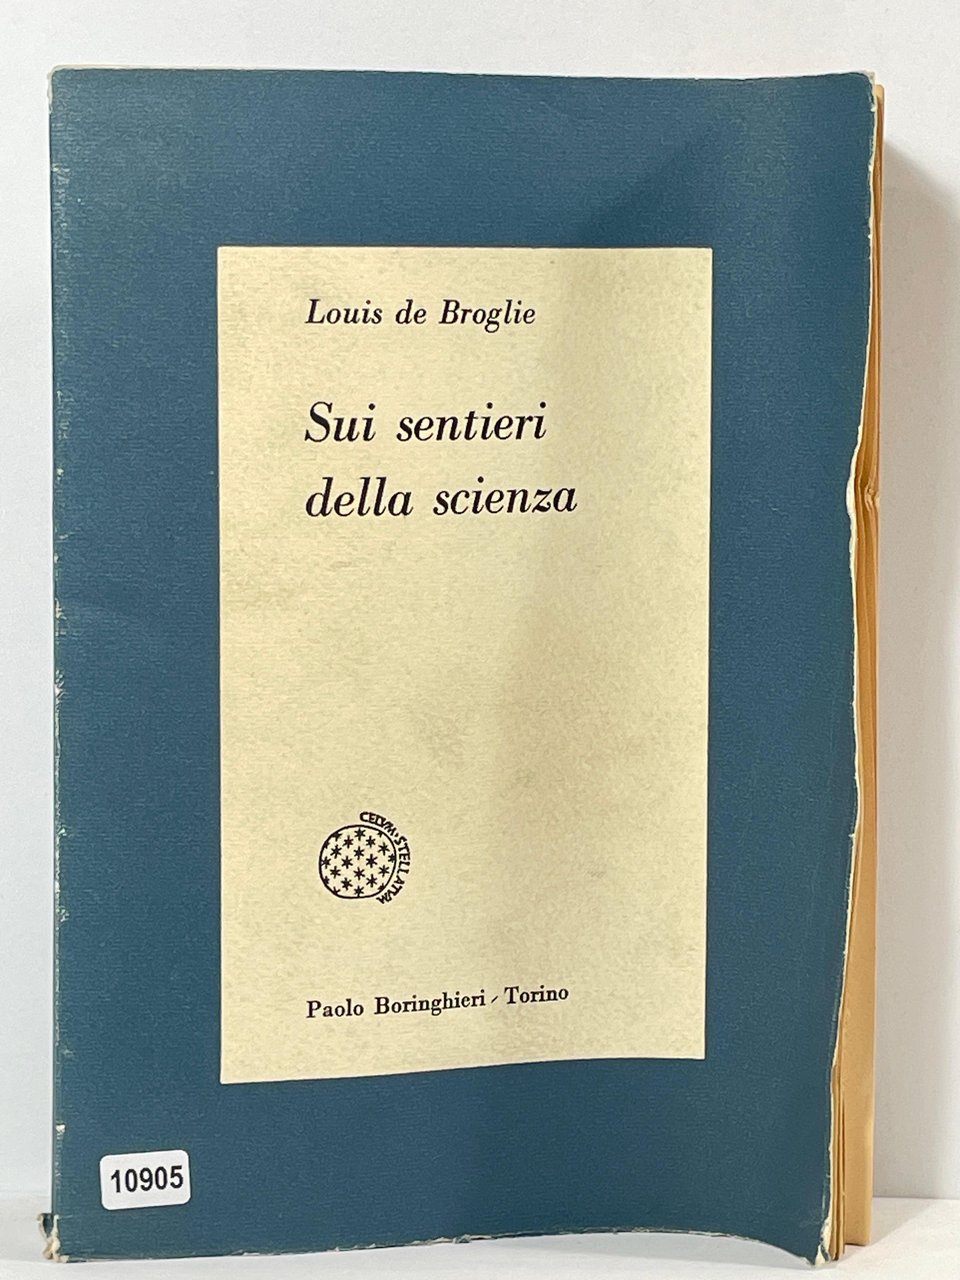 Louis de Broglie
Sui sentieri
della scienza
CELVM·STELLATVM
Paolo Boringhieri - Torino
10905